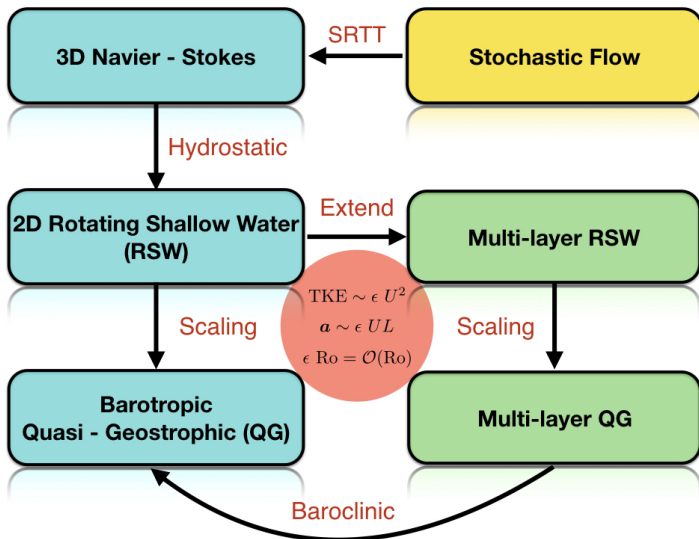 SRTT
3D Navier - Stokes
Stochastic Flow
Hydrostatic
2D Rotating Shallow Water
(RSW)
Extend
Multi-layer RSW
TKE ∼ ϵ U²
Scaling
a ∼ ϵ UL
Scaling
ϵ Ro = 𝒪(Ro)
Barotropic
Quasi - Geostrophic (QG)
Multi-layer QG
Baroclinic